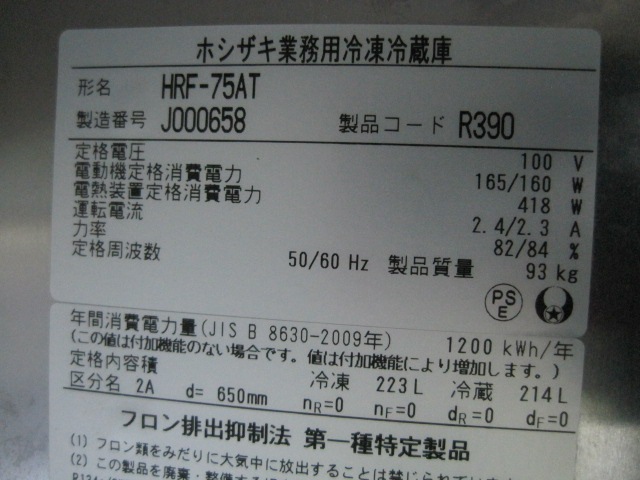 ホシザキ業務用冷凍冷蔵庫
形名 HRF-75AT
製造番号 J000658 製品コード R390
定格電圧 100 V
電動機定格消費電力 165/160 W
電熱装置定格消費電力 418 W
運転電流 2.4/2.3 A
力率 82/84 %
定格周波数 50/60 Hz 製品質量 93 kg
PS
E
年間消費電力量(JIS B 8630-2009年) 1200 kWh/年
(この値は付加機能のない場合です。値は付加機能により増加します。)
定格内容積 冷凍 223L 冷蔵 214L
区分名 2A d= 650mm nR=0 nF=0 dR=0 dF=0
フロン排出抑制法 第一種特定製品
(1) フロン類をみだりに大気中に放出することは禁じられています
(2) この製品を廃棄・整備する